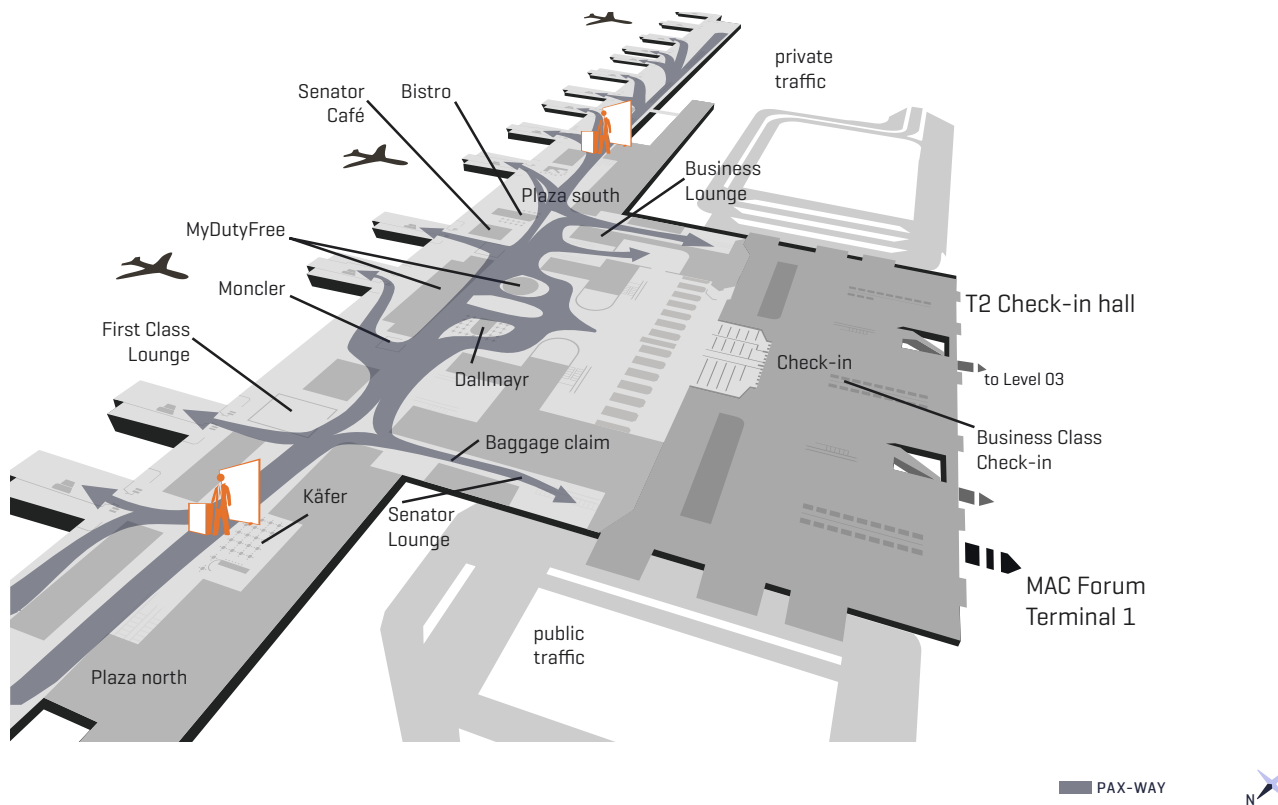 private
traffic
Senator
Café
Bistro
Business
Lounge
Plaza south
MyDutyFree
Moncler
T2 Check-in hall
First Class
Lounge
Check-in
Dallmayr
to Level 03
Baggage claim
Business Class
Check-in
Kåfer
Senator
Lounge
MAC Forum
Terminal 1
public
traffic
Plaza north
PAX-WAY
N